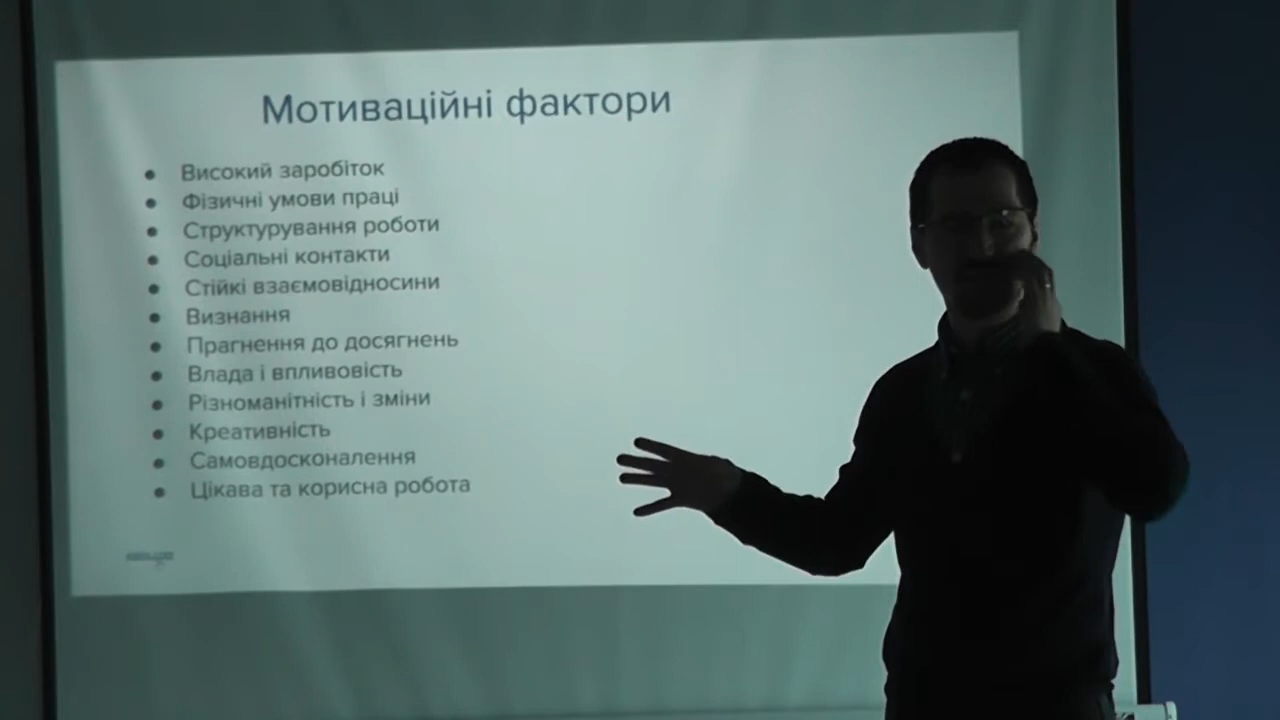 Мотиваційні фактори
• Високий заробіток
• Фізичні умови праці
• Структурування роботи
• Соціальні контакти
• Стійкі взаємовідносини
• Визнання
• Прагнення до досягнень
• Влада і впливовість
• Різноманітність і зміни
• Креативність
• Самовдосконалення
• Цікава та корисна робота